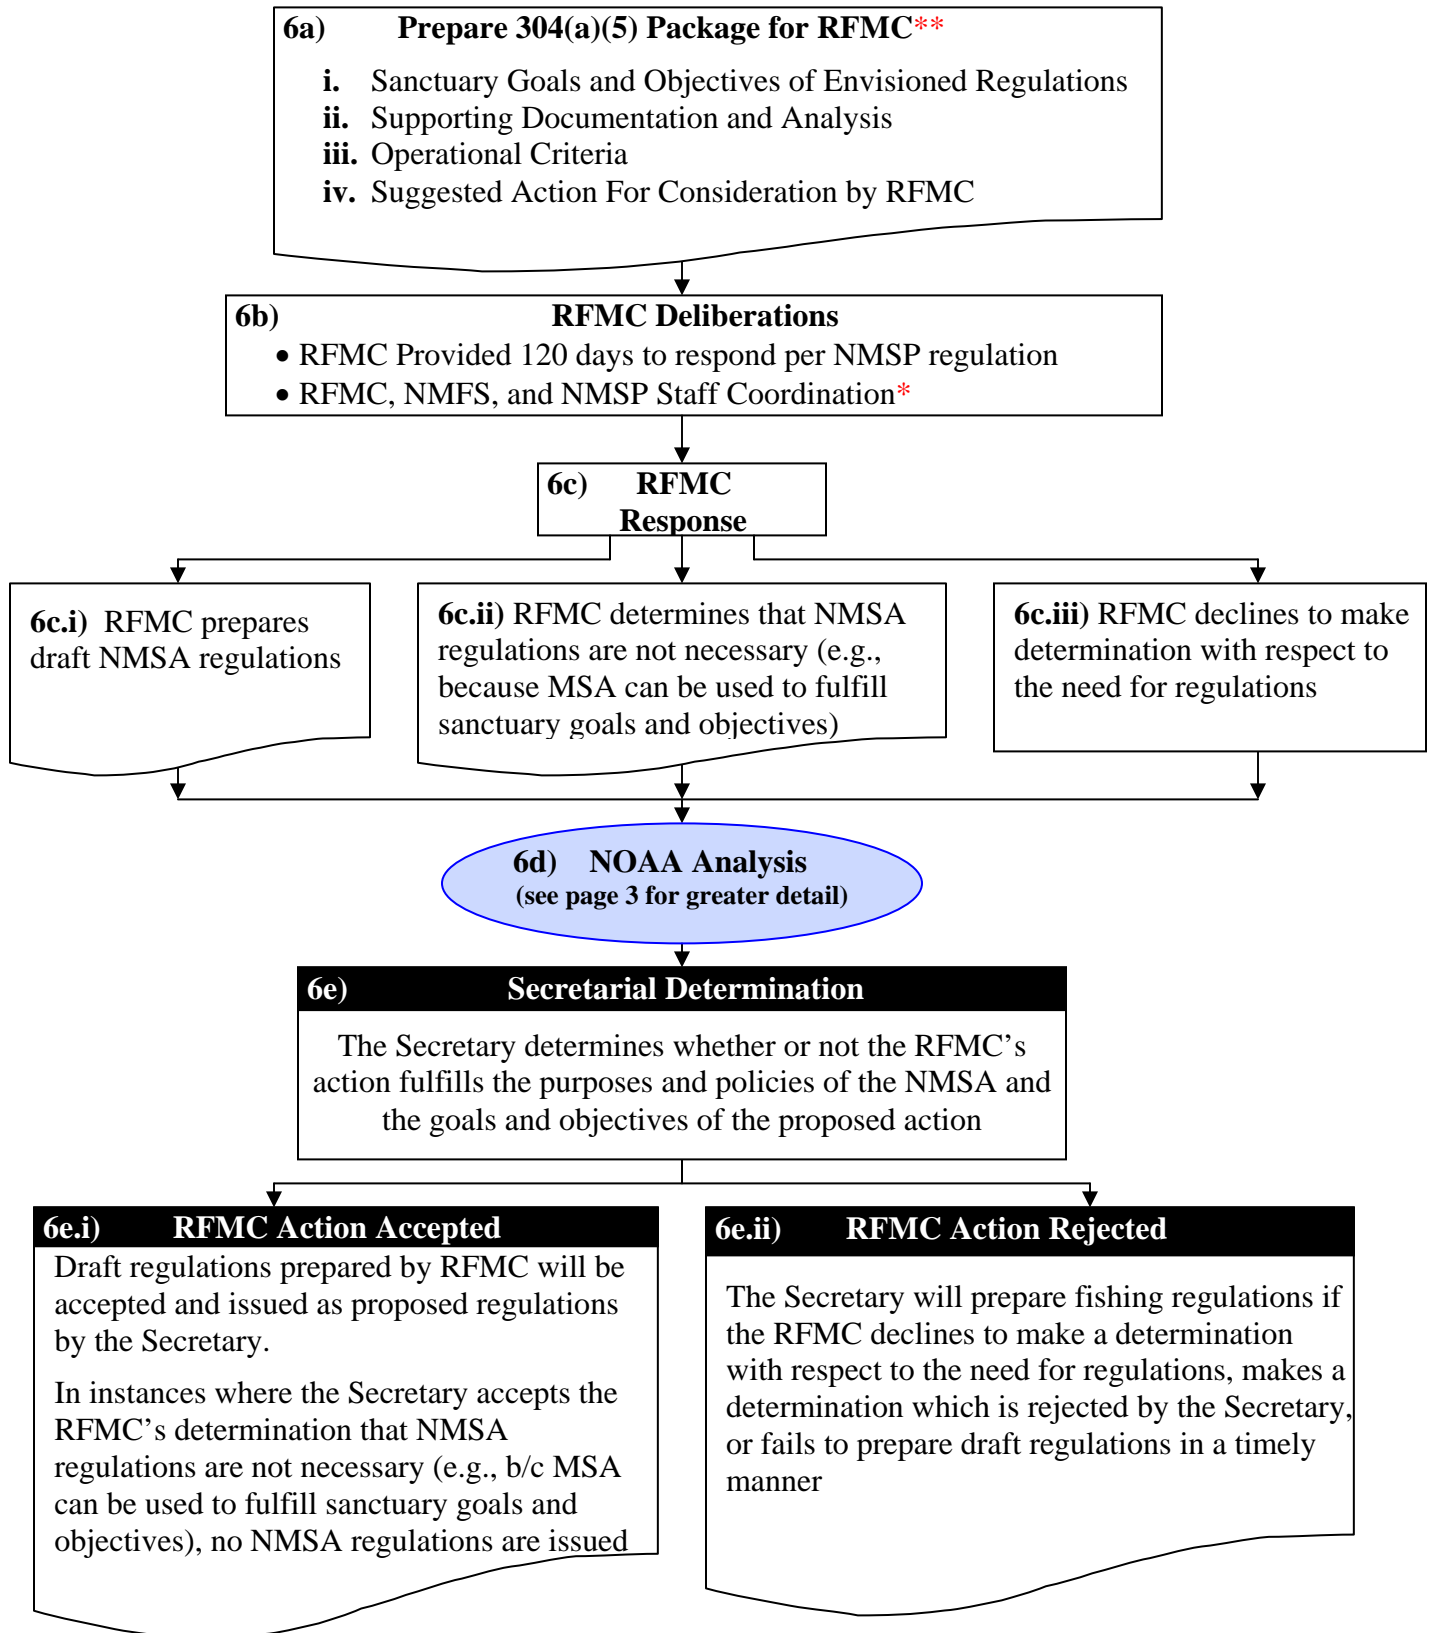 6a) Prepare 304(a)(5) Package for RFMC**
i. Sanctuary Goals and Objectives of Envisioned Regulations
ii. Supporting Documentation and Analysis
iii. Operational Criteria
iv. Suggested Action For Consideration by RFMC
6b) RFMC Deliberations
• RFMC Provided 120 days to respond per NMSP regulation
• RFMC, NMFS, and NMSP Staff Coordination*
6c) RFMC
Response
6c.i) RFMC prepares
draft NMSA regulations
6c.ii) RFMC determines that NMSA
regulations are not necessary (e.g.,
because MSA can be used to fulfill
sanctuary goals and objectives)
6c.iii) RFMC declines to make
determination with respect to
the need for regulations
6d) NOAA Analysis
(see page 3 for greater detail)
6e) Secretarial Determination
The Secretary determines whether or not the RFMC’s
action fulfills the purposes and policies of the NMSA and
the goals and objectives of the proposed action
6e.i) RFMC Action Accepted
Draft regulations prepared by RFMC will be
accepted and issued as proposed regulations
by the Secretary.
In instances where the Secretary accepts the
RFMC’s determination that NMSA
regulations are not necessary (e.g., b/c MSA
can be used to fulfill sanctuary goals and
objectives), no NMSA regulations are issued
6e.ii) RFMC Action Rejected
The Secretary will prepare fishing regulations if
the RFMC declines to make a determination
with respect to the need for regulations, makes a
determination which is rejected by the Secretary,
or fails to prepare draft regulations in a timely
manner